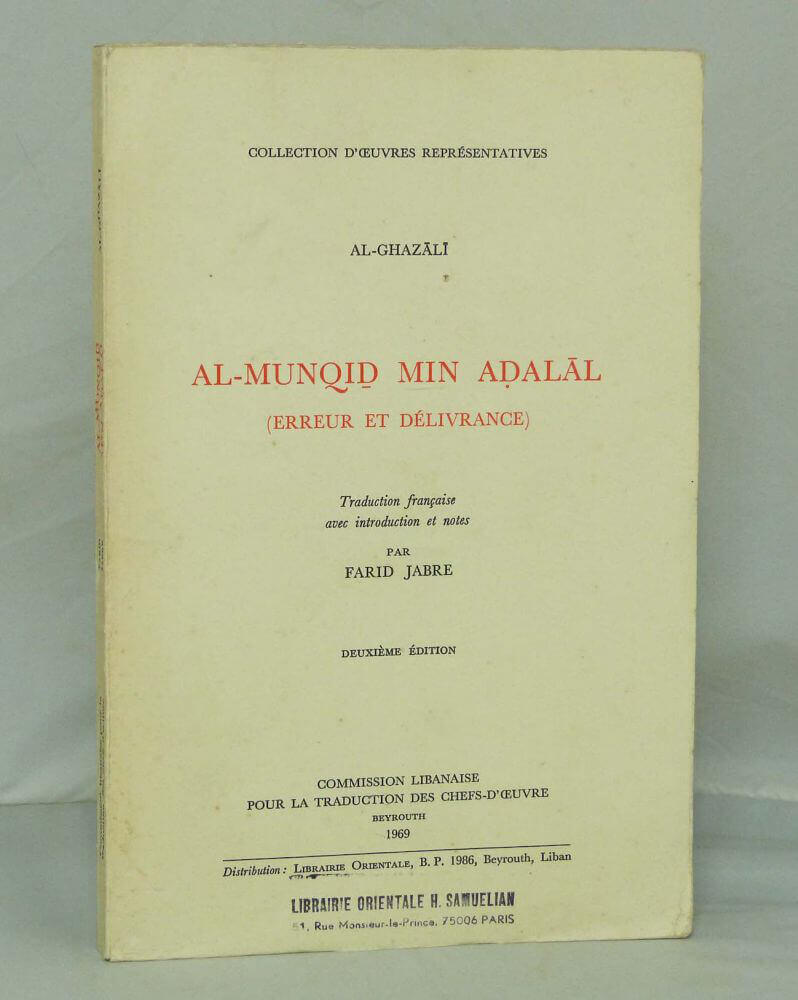 COLLECTION D'ŒUVRES REPRÉSENTATIVES
AL-GHAZĀLĪ
AL-MUNQIḎ MIN AḌALĀL
(ERREUR ET DÉLIVRANCE)
Traduction française
avec introduction et notes
PAR
FARID JABRE
DEUXIÈME ÉDITION
COMMISSION LIBANAISE
POUR LA TRADUCTION DES CHEFS-D'ŒUVRE
BEYROUTH
1969
Distribution : LIBRAIRIE ORIENTALE, B. P. 1986, Beyrouth, Liban
LIBRAIRIE ORIENTALE H. SAMUELIAN
51, Rue Monsieur-le-Prince, 75006 PARIS